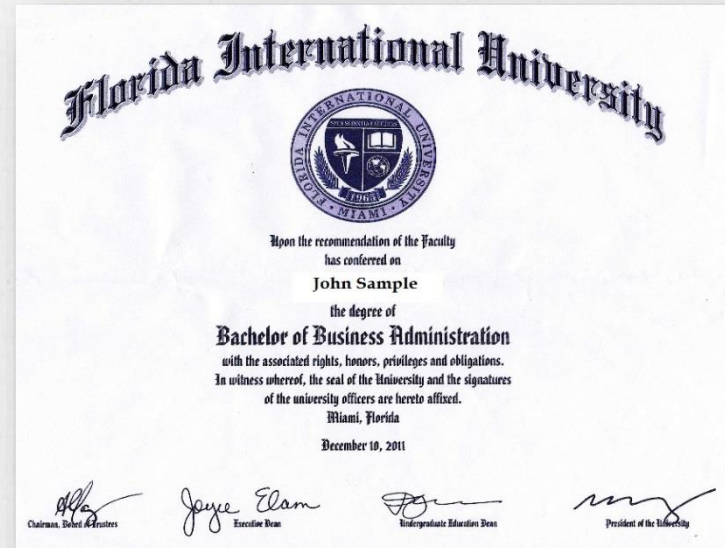 Florida International University
FLORIDA INTERNATIONAL UNIVERSITY
1965
MIAMI
Upon the recommendation of the Faculty
has conferred on
John Sample
the degree of
Bachelor of Business Administration
with the associated rights, honors, privileges and obligations.
In witness whereof, the seal of the University and the signatures
of the university officers are hereto affixed.
Miami, Florida
December 10, 2011
Joyce Elam
Chairman, Board of Trustees
Executive Dean
Undergraduate Education Dean
President of the University